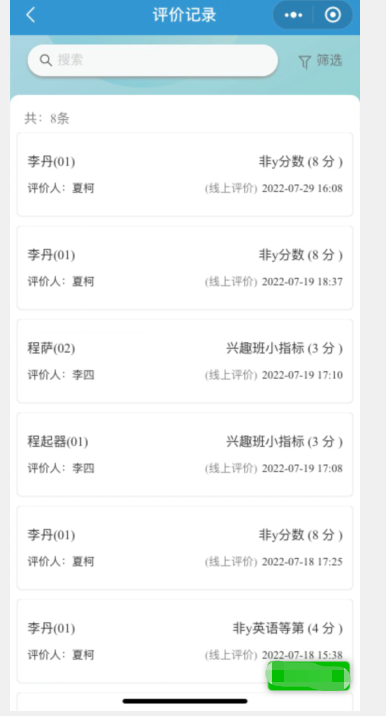 评价记录
搜索
筛选
共：8条
李丹(01) 非y分数 (8 分 )
评价人：夏柯 (线上评价) 2022-07-29 16:08
李丹(01) 非y分数 (8 分 )
评价人：夏柯 (线上评价) 2022-07-19 18:37
程萨(02) 兴趣班小指标 (3 分 )
评价人：李四 (线上评价) 2022-07-19 17:10
程起器(01) 兴趣班小指标 (3 分 )
评价人：李四 (线上评价) 2022-07-19 17:08
李丹(01) 非y分数 (8 分 )
评价人：夏柯 (线上评价) 2022-07-18 17:25
李丹(01) 非y英语等第 (4 分 )
评价人：夏柯 (线上评价) 2022-07-18 15:38